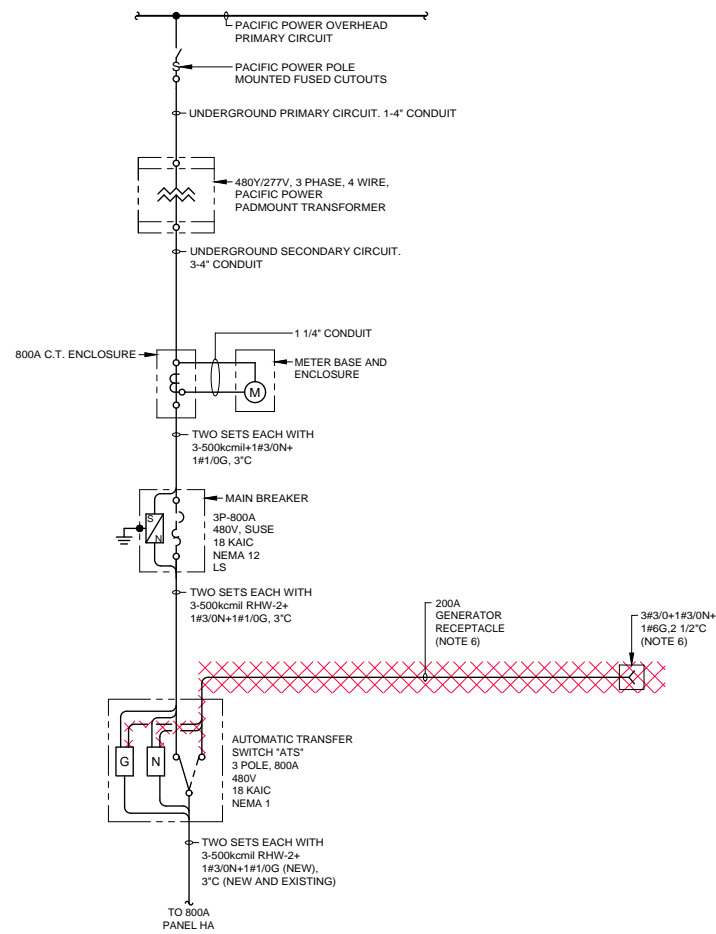 PACIFIC POWER OVERHEAD
PRIMARY CIRCUIT
PACIFIC POWER POLE
MOUNTED FUSED CUTOUTS
UNDERGROUND PRIMARY CIRCUIT. 1-4" CONDUIT
480Y/277V, 3 PHASE, 4 WIRE,
PACIFIC POWER
PADMOUNT TRANSFORMER
UNDERGROUND SECONDARY CIRCUIT.
3-4" CONDUIT
1 1/4" CONDUIT
800A C.T. ENCLOSURE
METER BASE AND
ENCLOSURE
M
TWO SETS EACH WITH
3-500kcmil+1#3/0N+
1#1/0G, 3"C
MAIN BREAKER
3P-800A
480V, SUSE
18 KAIC
NEMA 12
LS
S
N
TWO SETS EACH WITH
3-500kcmil RHW-2+
1#3/0N+1#1/0G, 3"C
200A
GENERATOR
RECEPTACLE
(NOTE 6)
3#3/0+1#3/0N+
1#6G,2 1/2"C
(NOTE 6)
G
N
AUTOMATIC TRANSFER
SWITCH "ATS"
3 POLE, 800A
480V
18 KAIC
NEMA 1
TWO SETS EACH WITH
3-500kcmil RHW-2+
1#3/0N+1#1/0G (NEW),
3"C (NEW AND EXISTING)
TO 800A
PANEL HA